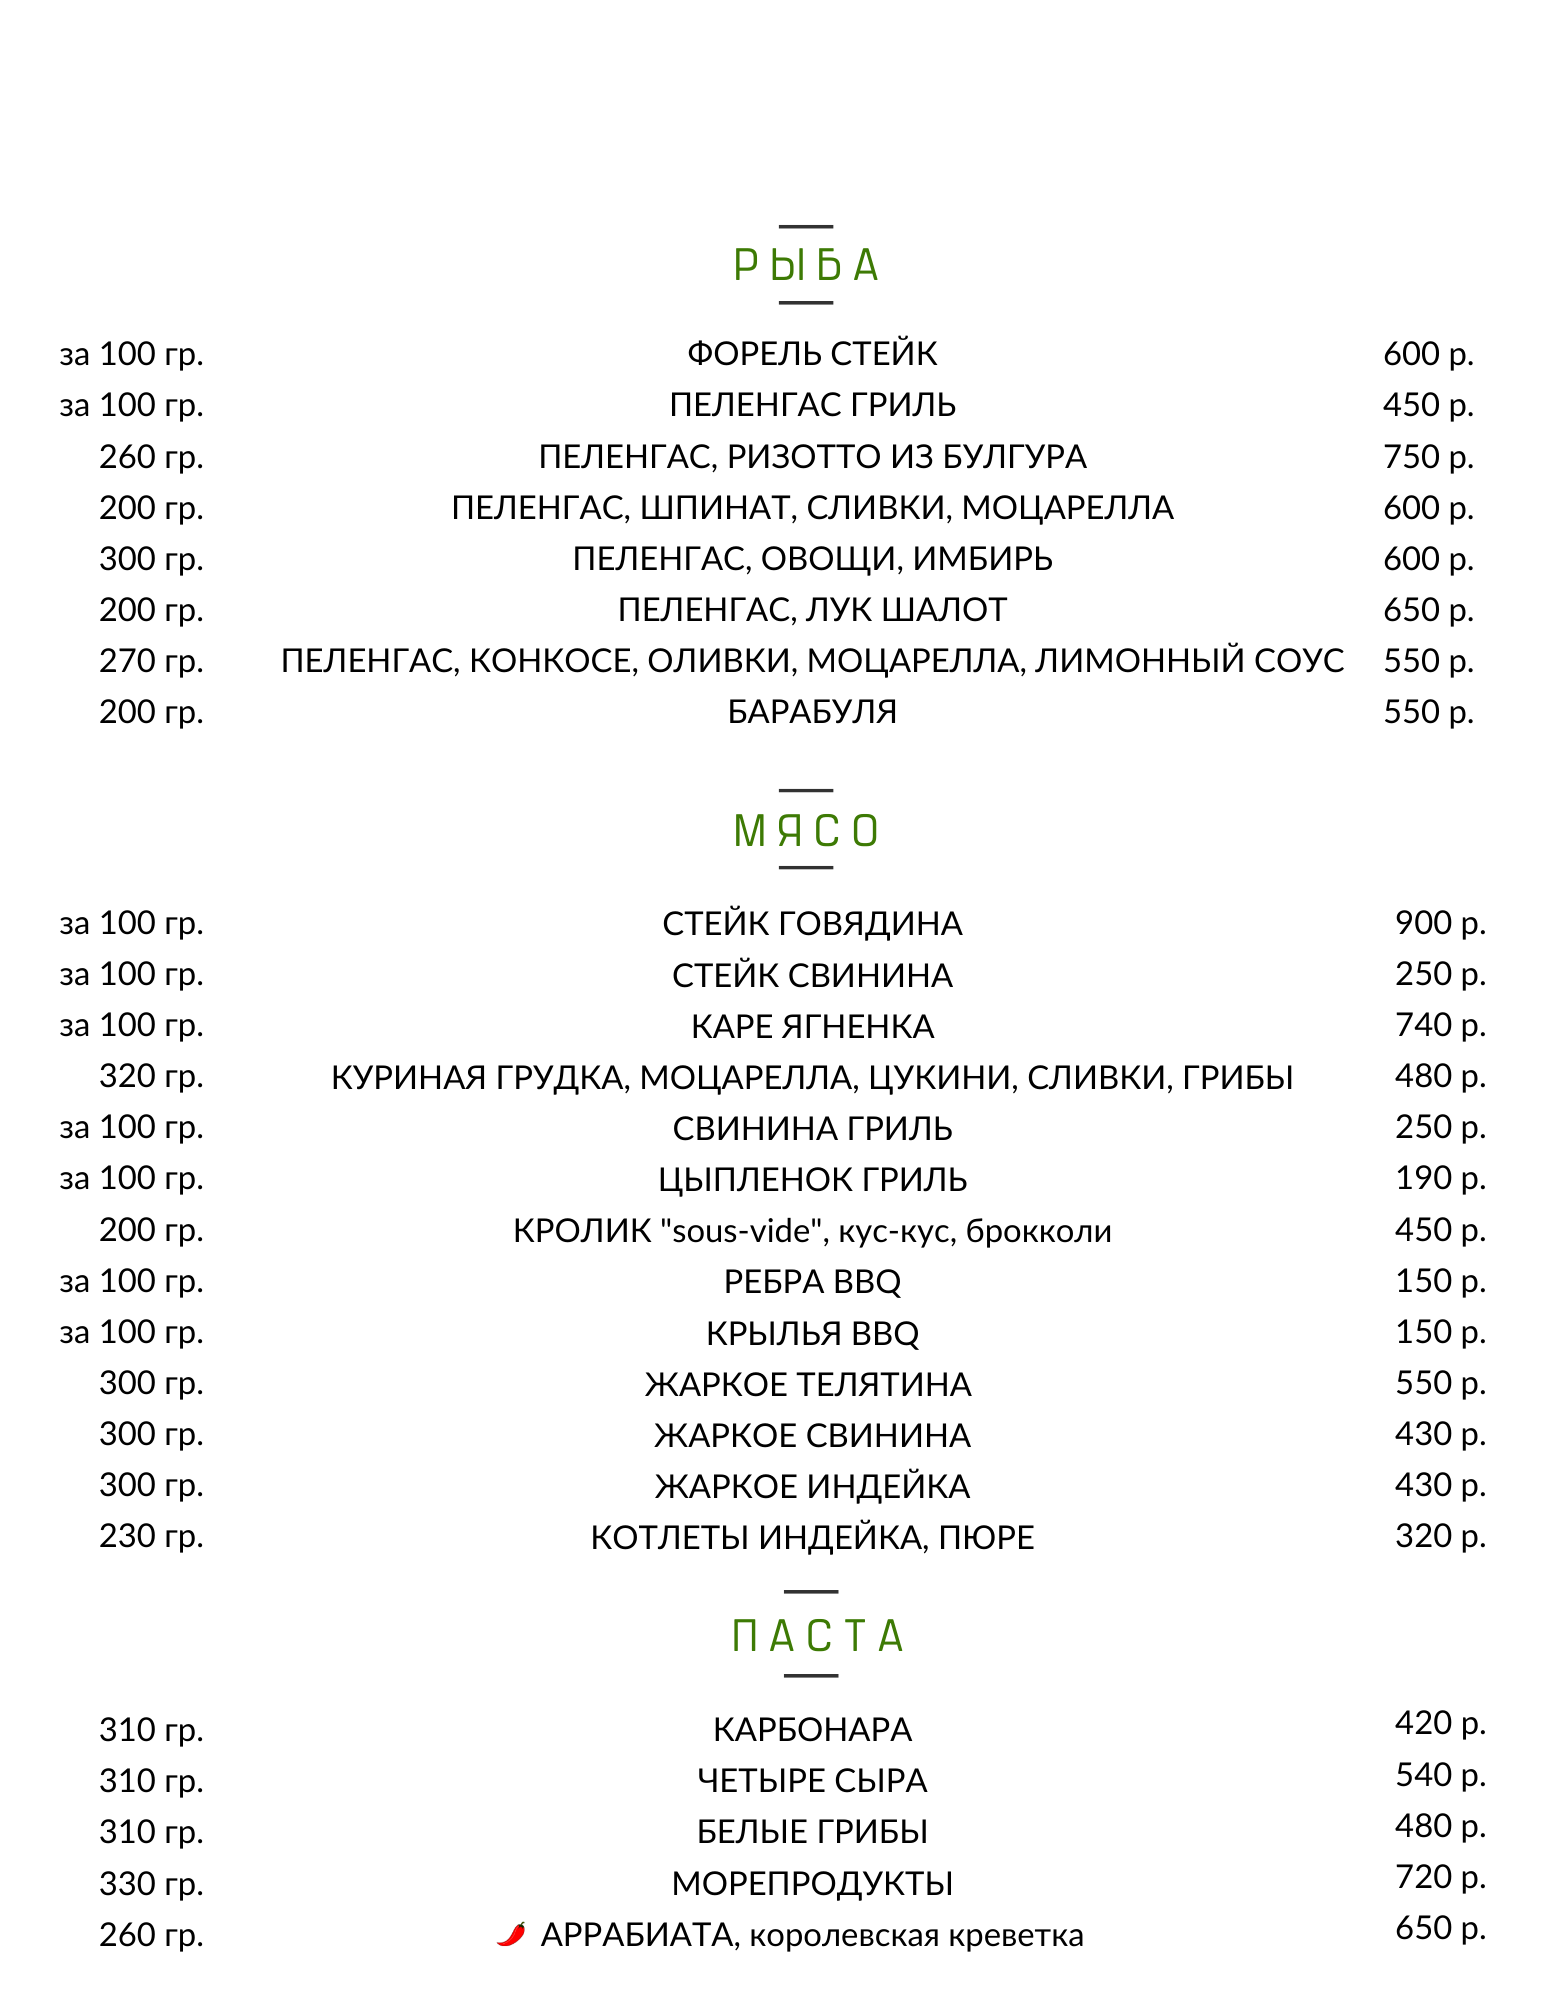 РЫБА
за 100 гр. ФОРЕЛЬ СТЕЙК 600 р.
за 100 гр. ПЕЛЕНГАС ГРИЛЬ 450 р.
260 гр. ПЕЛЕНГАС, РИЗОТТО ИЗ БУЛГУРА 750 р.
200 гр. ПЕЛЕНГАС, ШПИНАТ, СЛИВКИ, МОЦАРЕЛЛА 600 р.
300 гр. ПЕЛЕНГАС, ОВОЩИ, ИМБИРЬ 600 р.
200 гр. ПЕЛЕНГАС, ЛУК ШАЛОТ 650 р.
270 гр. ПЕЛЕНГАС, КОНКОСЕ, ОЛИВКИ, МОЦАРЕЛЛА, ЛИМОННЫЙ СОУС 550 р.
200 гр. БАРАБУЛЯ 550 р.
МЯСО
за 100 гр. СТЕЙК ГОВЯДИНА 900 р.
за 100 гр. СТЕЙК СВИНИНА 250 р.
за 100 гр. КАРЕ ЯГНЕНКА 740 р.
320 гр. КУРИНАЯ ГРУДКА, МОЦАРЕЛЛА, ЦУКИНИ, СЛИВКИ, ГРИБЫ 480 р.
за 100 гр. СВИНИНА ГРИЛЬ 250 р.
за 100 гр. ЦЫПЛЕНОК ГРИЛЬ 190 р.
200 гр. КРОЛИК "sous-vide", кус-кус, брокколи 450 р.
за 100 гр. РЕБРА BBQ 150 р.
за 100 гр. КРЫЛЬЯ BBQ 150 р.
300 гр. ЖАРКОЕ ТЕЛЯТИНА 550 р.
300 гр. ЖАРКОЕ СВИНИНА 430 р.
300 гр. ЖАРКОЕ ИНДЕЙКА 430 р.
230 гр. КОТЛЕТЫ ИНДЕЙКА, ПЮРЕ 320 р.
ПАСТА
310 гр. КАРБОНАРА 420 р.
310 гр. ЧЕТЫРЕ СЫРА 540 р.
310 гр. БЕЛЫЕ ГРИБЫ 480 р.
330 гр. МОРЕПРОДУКТЫ 720 р.
260 гр. АРРАБИАТА, королевская креветка 650 р.